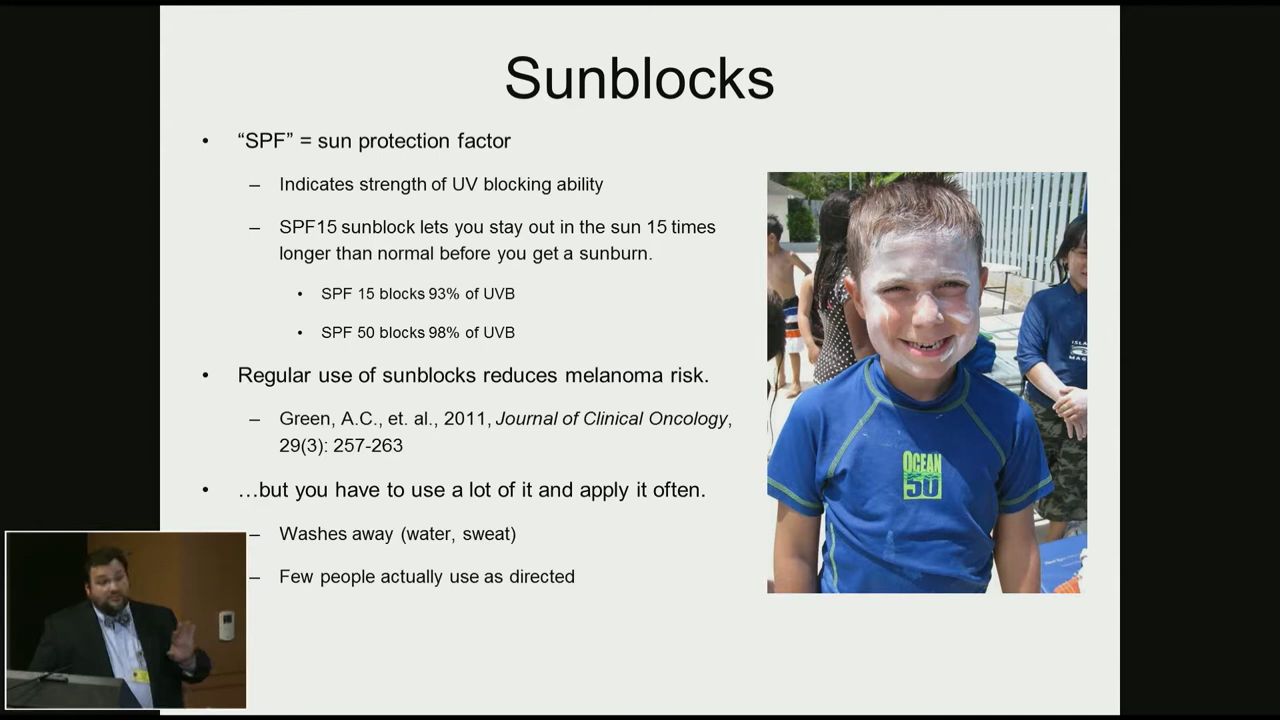 Sunblocks
• “SPF” = sun protection factor
– Indicates strength of UV blocking ability
– SPF15 sunblock lets you stay out in the sun 15 times
longer than normal before you get a sunburn.
• SPF 15 blocks 93% of UVB
• SPF 50 blocks 98% of UVB
• Regular use of sunblocks reduces melanoma risk.
– Green, A.C., et. al., 2011, Journal of Clinical Oncology,
29(3): 257-263
• …but you have to use a lot of it and apply it often.
– Washes away (water, sweat)
– Few people actually use as directed
OCEAN
50